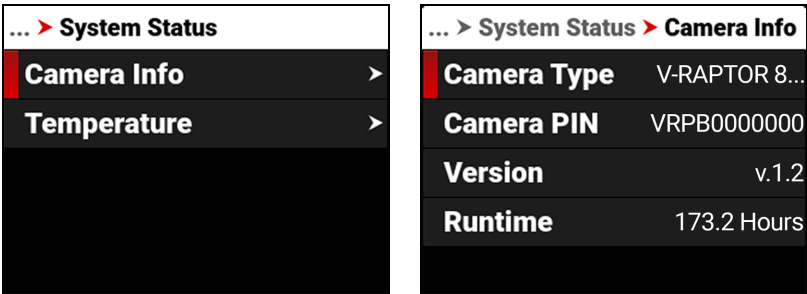 ... ➤ System Status
Camera Info ➤
Temperature ➤
... ➤ System Status ➤ Camera Info
Camera Type V-RAPTOR 8...
Camera PIN VRPB0000000
Version v.1.2
Runtime 173.2 Hours